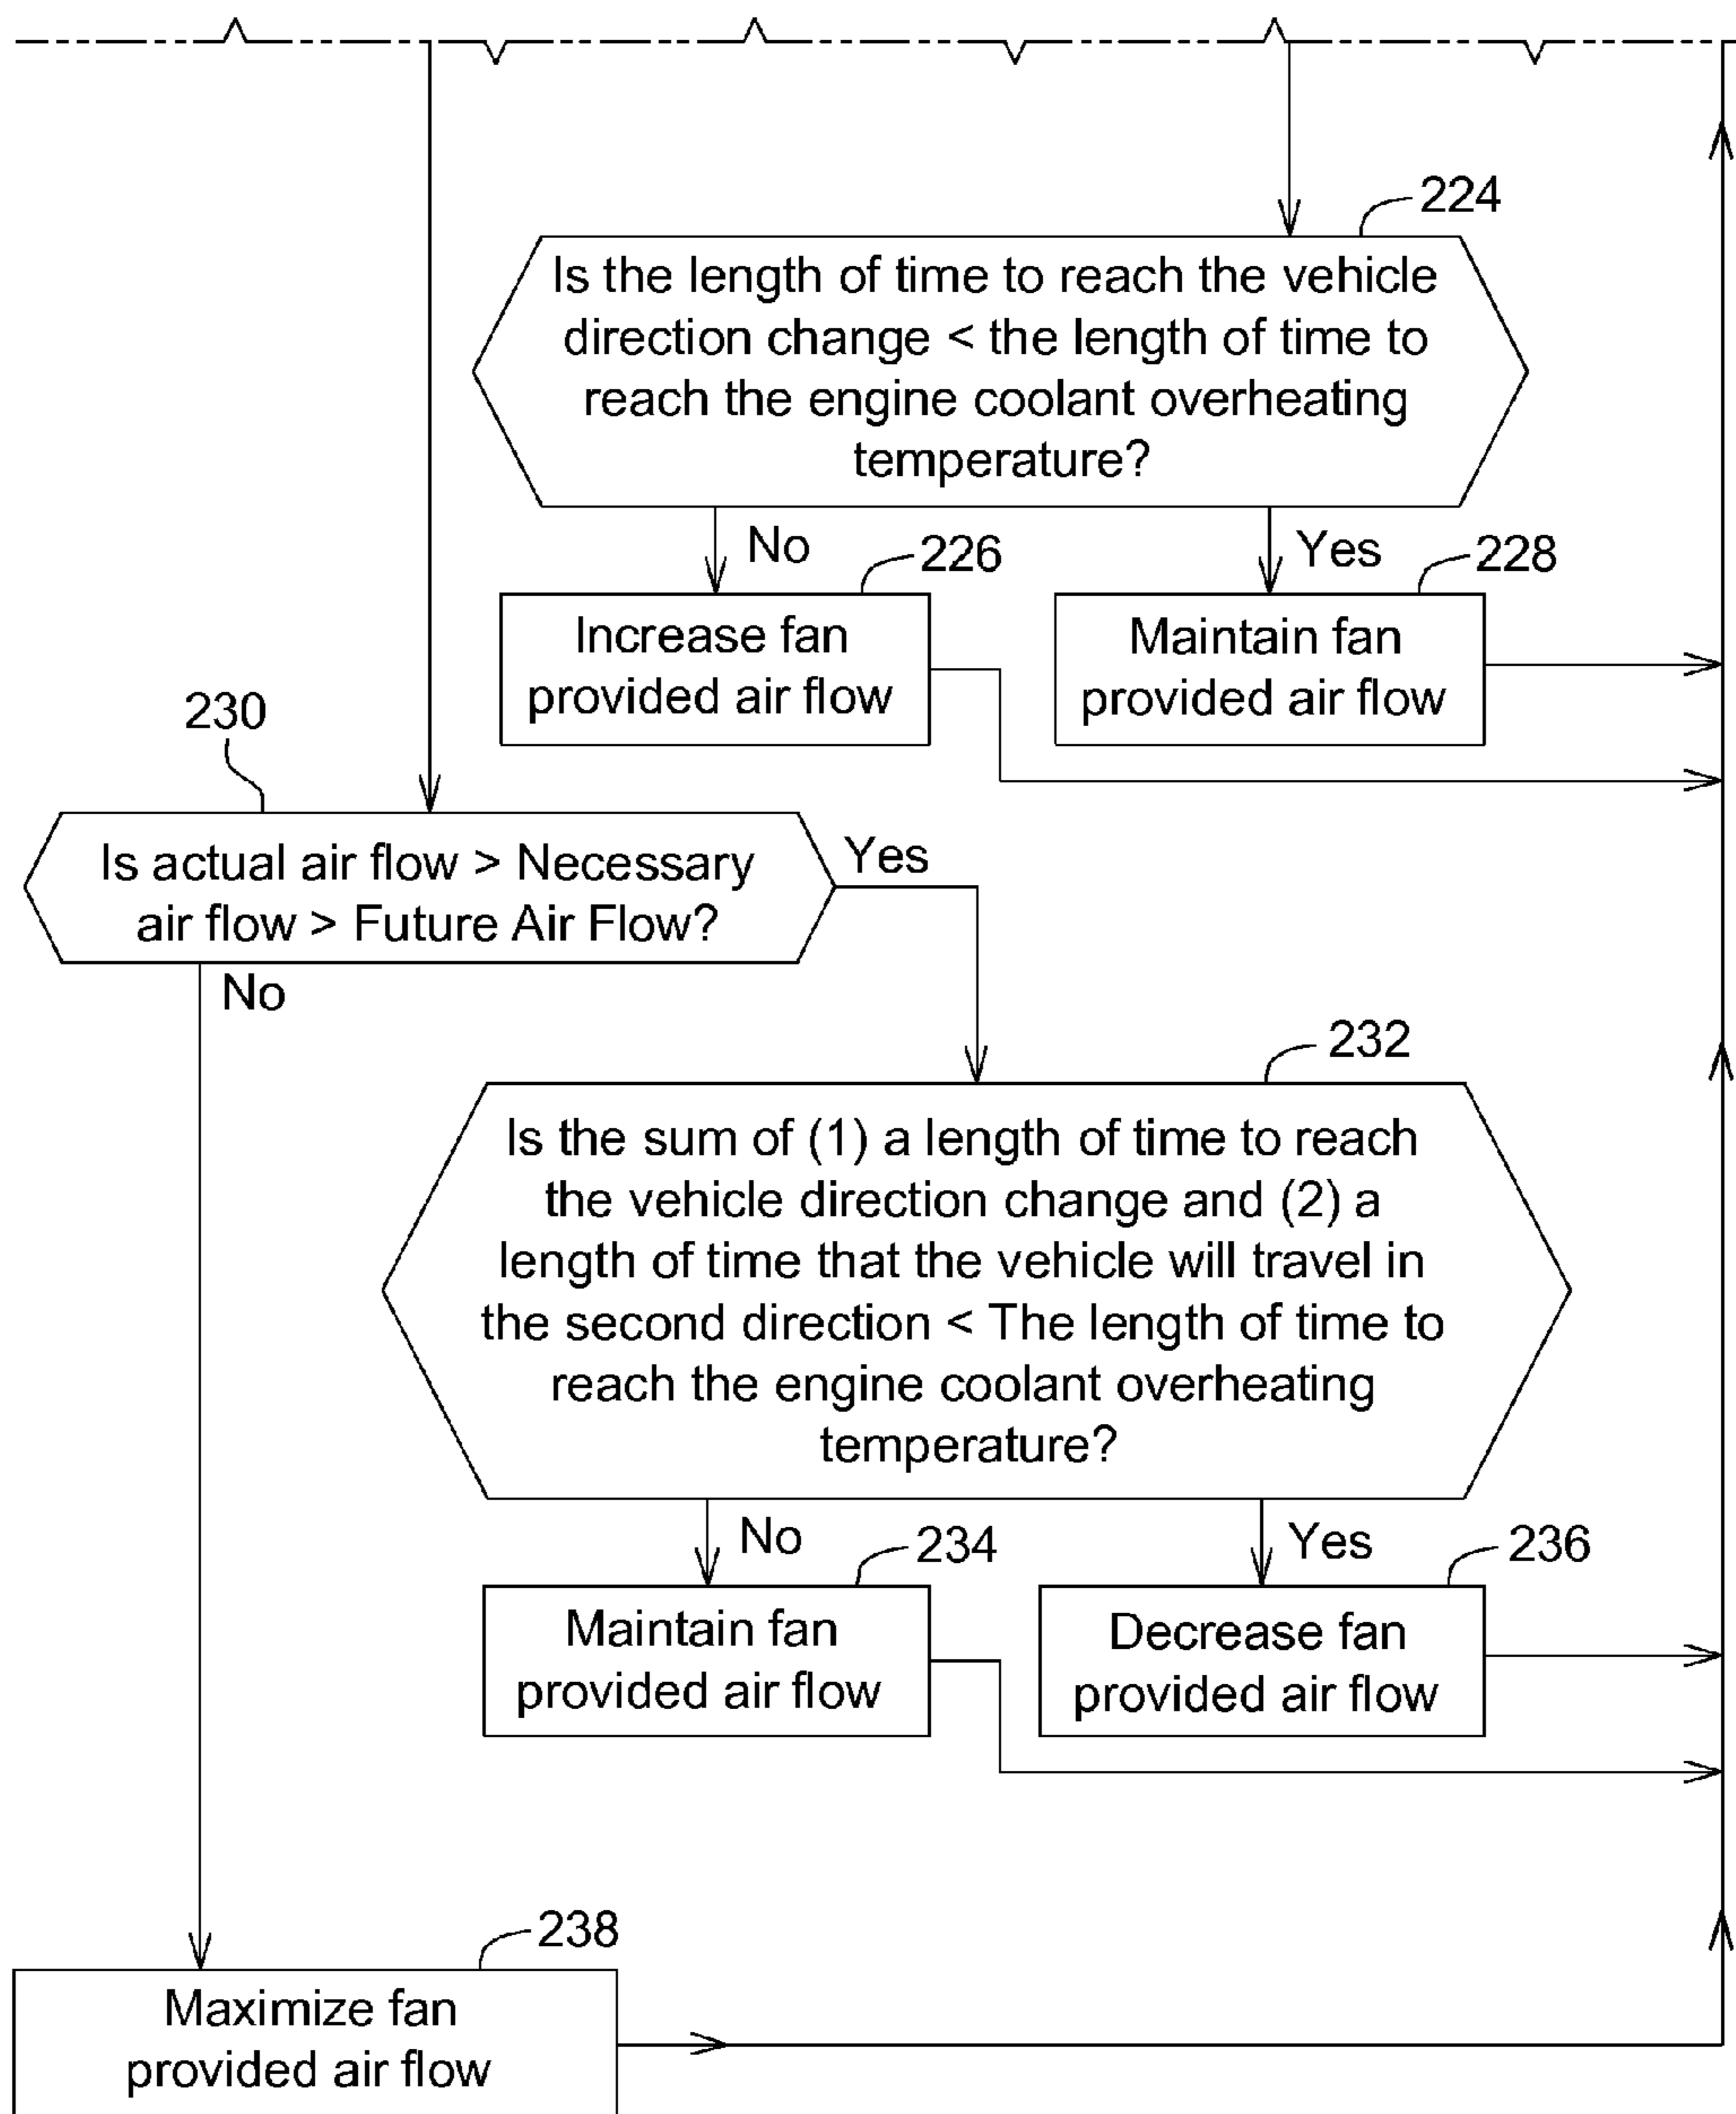 224
Is the length of time to reach the vehicle
direction change < the length of time to
reach the engine coolant overheating
temperature?
No
226
Yes
228
Increase fan
provided air flow
Maintain fan
provided air flow
230
Is actual air flow > Necessary
air flow > Future Air Flow?
Yes
No
232
Is the sum of (1) a length of time to reach
the vehicle direction change and (2) a
length of time that the vehicle will travel in
the second direction < The length of time to
reach the engine coolant overheating
temperature?
No
234
Yes
236
Maintain fan
provided air flow
Decrease fan
provided air flow
238
Maximize fan
provided air flow